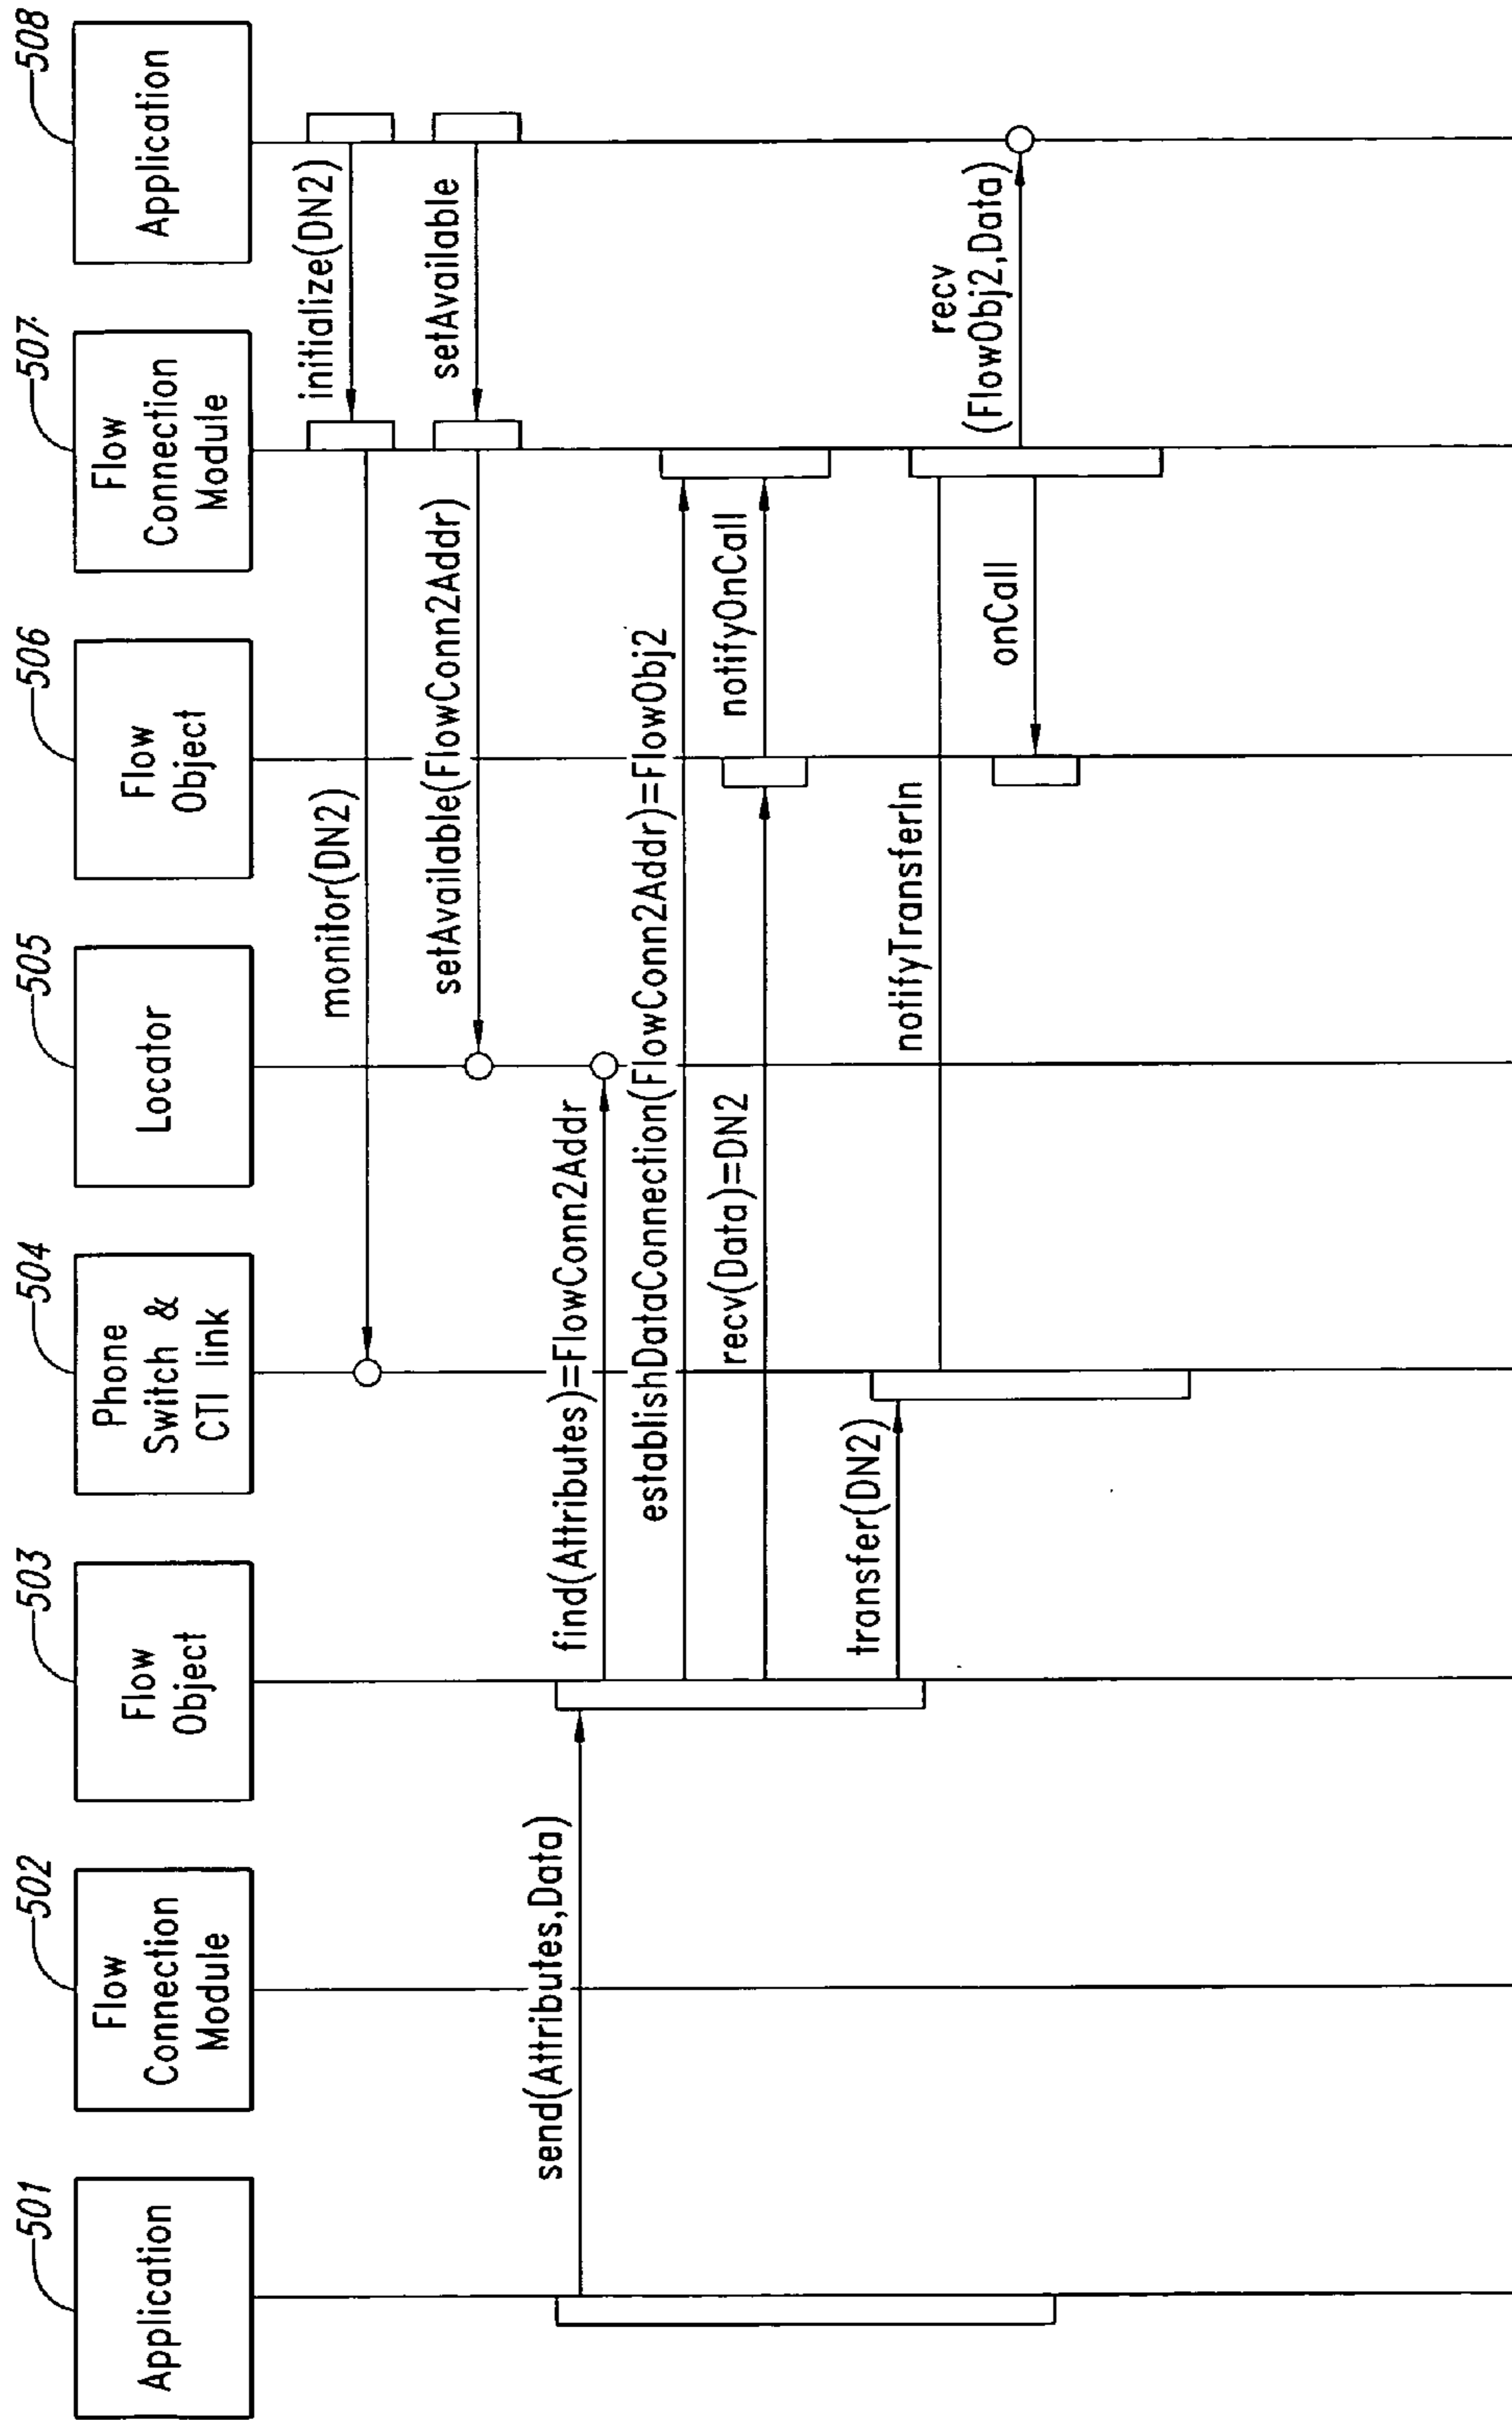 501
Application
502
Flow
Connection
Module
503
Flow
Object
504
Phone
Switch &
CTI link
505
Locator
506
Flow
Object
507
Flow
Connection
Module
508
Application
initialize(DN2)
monitor(DN2)
setAvailable
setAvailable(FlowConn2Addr)
send(Attributes,Data)
find(Attributes)=FlowConn2Addr
establishDataConnection(FlowConn2Addr)=FlowObj2
recv(Data)=DN2
notifyOnCall
transfer(DN2)
notifyTransferIn
recv
(FlowObj2,Data)
onCall